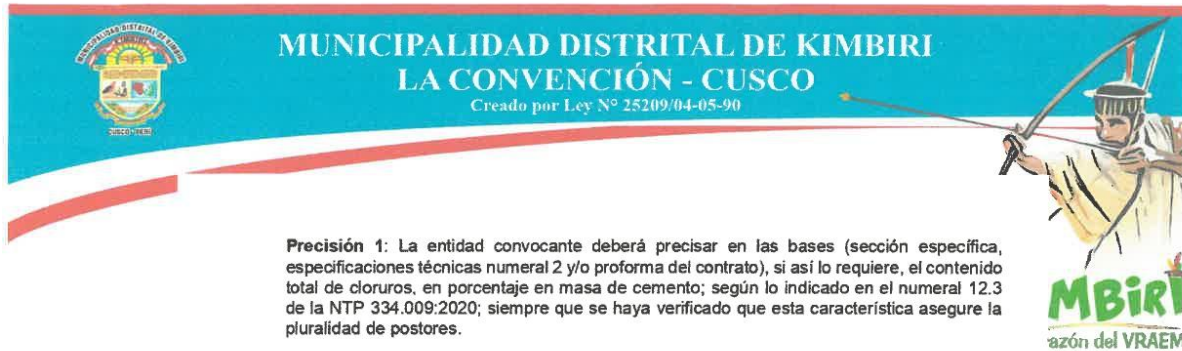 MUNICIPALIDAD DISTRITAL DE KIMBIRI
LA CONVENCIÓN - CUSCO
Creado por Ley N° 25209/04-05-90
CUSCO - PERÚ
Precisión 1: La entidad convocante deberá precisar en las bases (sección específica,
especificaciones técnicas numeral 2 y/o proforma del contrato), si así lo requiere, el contenido
total de cloruros, en porcentaje en masa de cemento; según lo indicado en el numeral 12.3
de la NTP 334.009:2020; siempre que se haya verificado que esta característica asegure la
pluralidad de postores.
MBiRi
azón del VRAEM